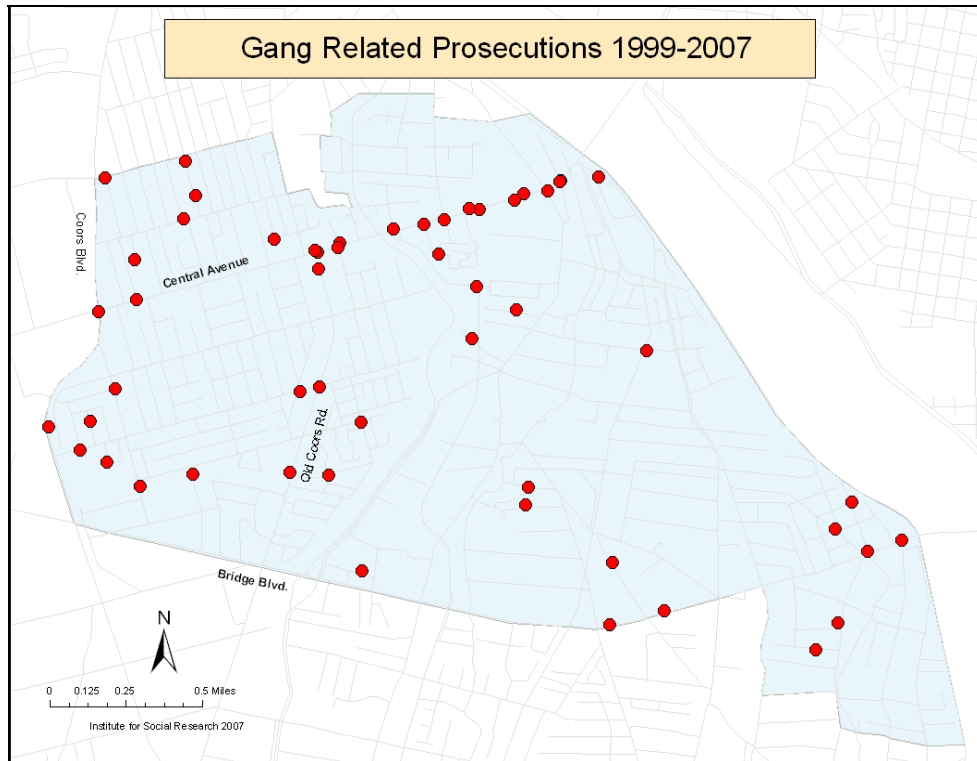 Gang Related Prosecutions 1999-2007
Coors Blvd.
Central Avenue
Old Coors Rd.
Bridge Blvd.
N
0 0.125 0.25 0.5 Miles
Institute for Social Research 2007